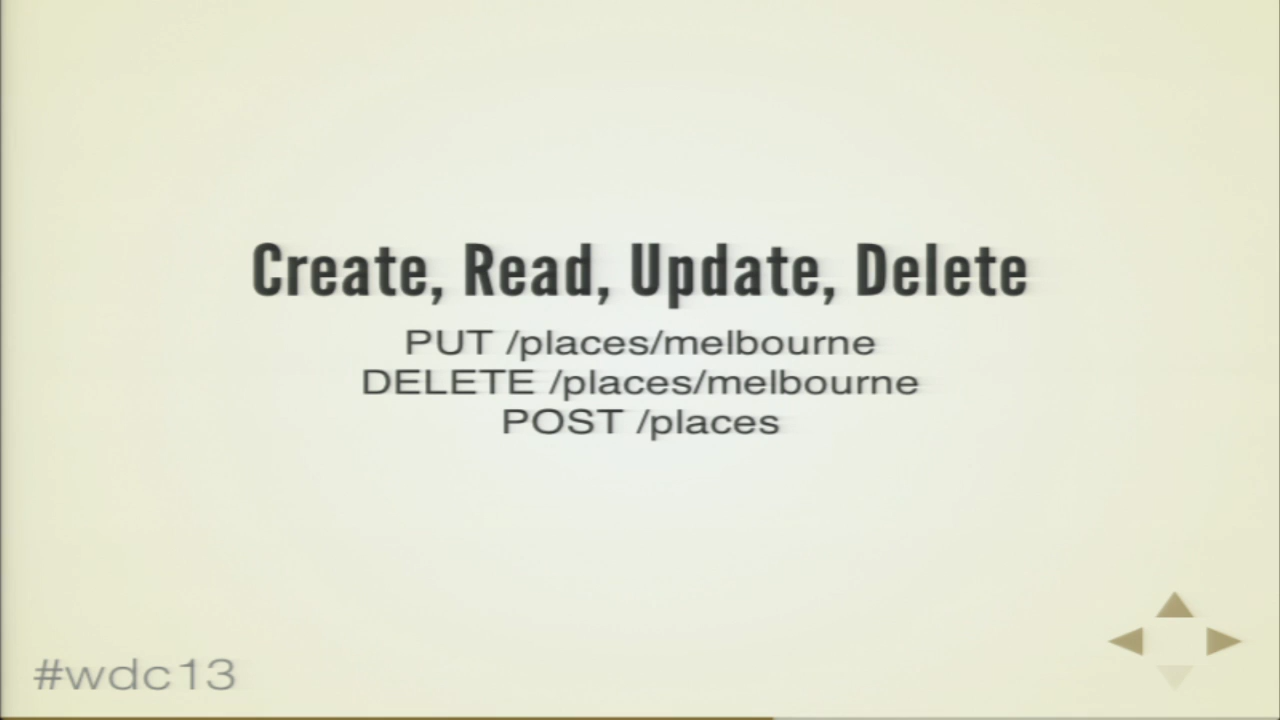 Create, Read, Update, Delete
PUT /places/melbourne
DELETE /places/melbourne
POST /places
#wdc13